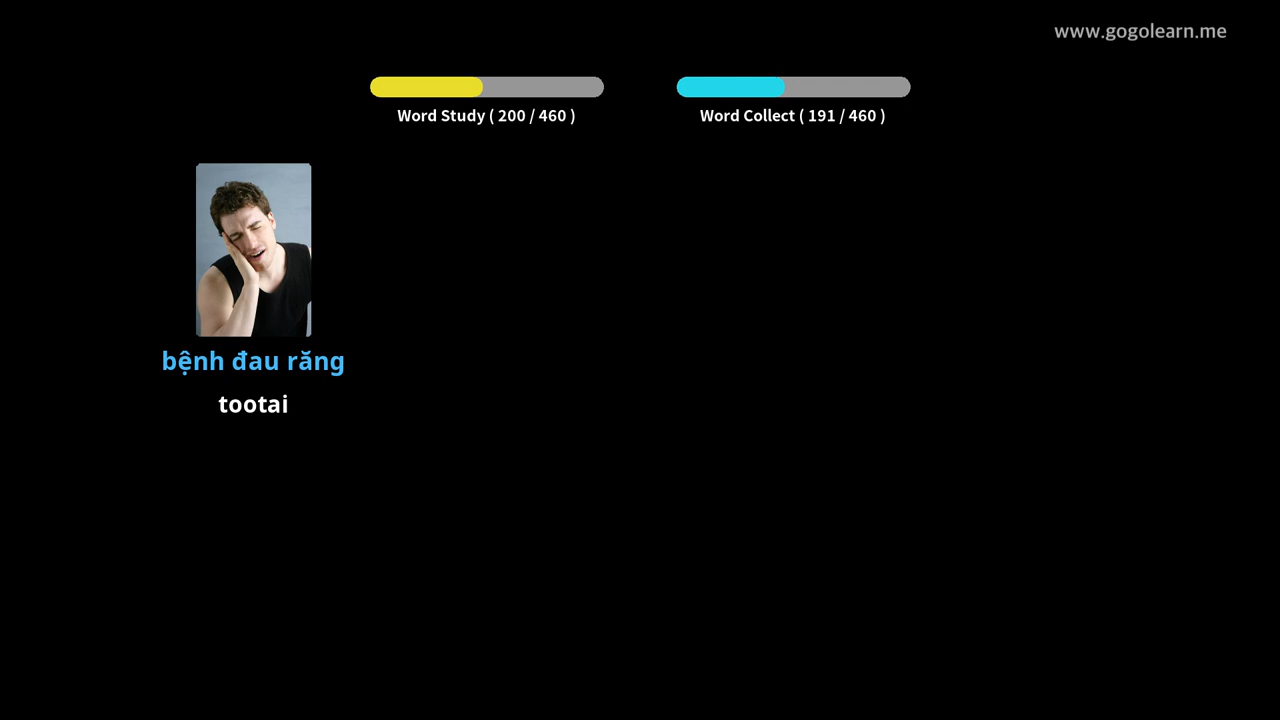 www.gogolearn.me
Word Study ( 200 / 460 )
Word Collect ( 191 / 460 )
bệnh đau răng
tootai